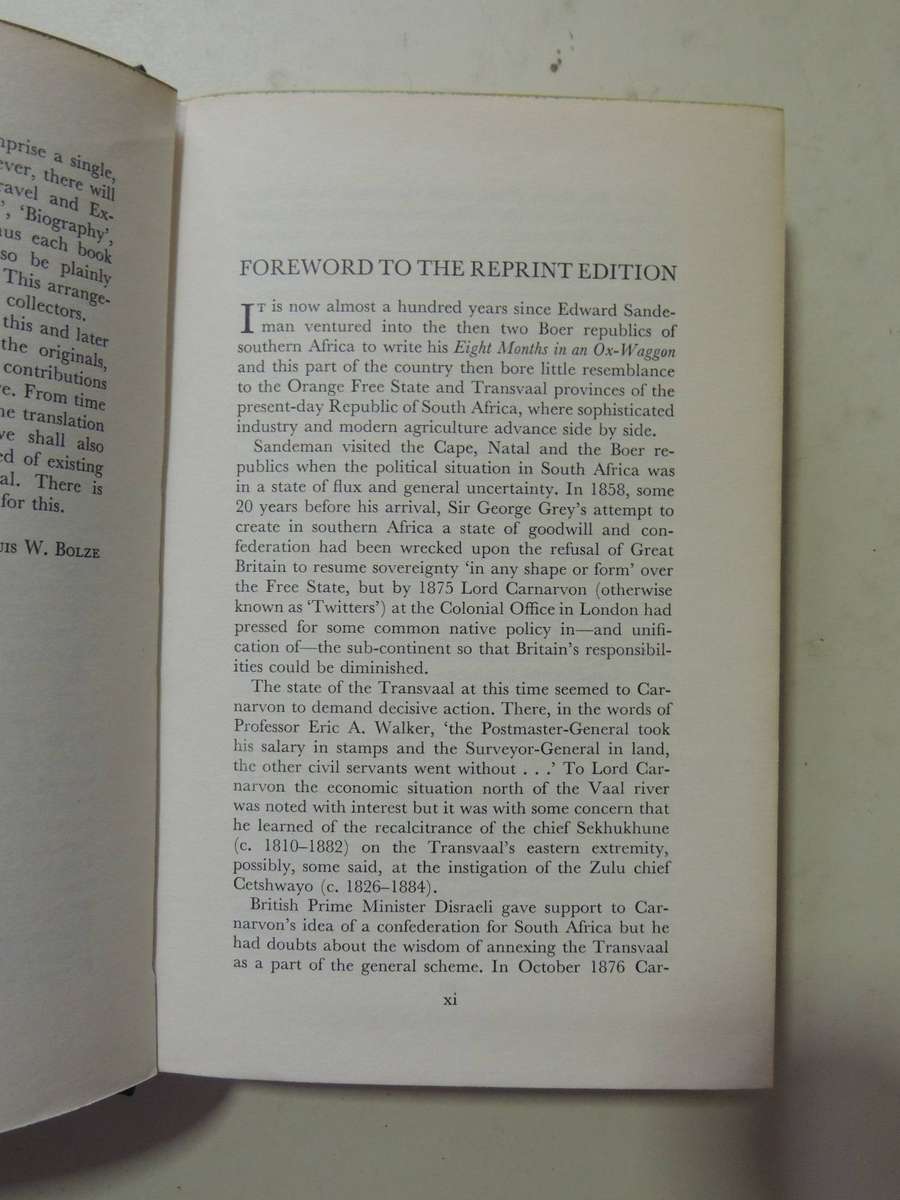 mprise a single,
ever, there will
ravel and Ex-
', 'Biography',
us each book
so be plainly
This arrange-
collectors.
this and later
the originals,
contributions
e. From time
he translation
ve shall also
ed of existing
al. There is
for this.
UIS W. BOLZE
FOREWORD TO THE REPRINT EDITION
IT is now almost a hundred years since Edward Sande-
man ventured into the then two Boer republics of
southern Africa to write his Eight Months in an Ox-Waggon
and this part of the country then bore little resemblance
to the Orange Free State and Transvaal provinces of the
present-day Republic of South Africa, where sophisticated
industry and modern agriculture advance side by side.
Sandeman visited the Cape, Natal and the Boer re-
publics when the political situation in South Africa was
in a state of flux and general uncertainty. In 1858, some
20 years before his arrival, Sir George Grey's attempt to
create in southern Africa a state of goodwill and con-
federation had been wrecked upon the refusal of Great
Britain to resume sovereignty 'in any shape or form' over
the Free State, but by 1875 Lord Carnarvon (otherwise
known as 'Twitters') at the Colonial Office in London had
pressed for some common native policy in—and unifi-
cation of—the sub-continent so that Britain's responsibil-
ities could be diminished.
The state of the Transvaal at this time seemed to Car-
narvon to demand decisive action. There, in the words of
Professor Eric A. Walker, 'the Postmaster-General took
his salary in stamps and the Surveyor-General in land,
the other civil servants went without . . .' To Lord Car-
narvon the economic situation north of the Vaal river
was noted with interest but it was with some concern that
he learned of the recalcitrance of the chief Sekhukhune
(c. 1810–1882) on the Transvaal's eastern extremity,
possibly, some said, at the instigation of the Zulu chief
Cetshwayo (c. 1826–1884).
British Prime Minister Disraeli gave support to Car-
narvon's idea of a confederation for South Africa but he
had doubts about the wisdom of annexing the Transvaal
as a part of the general scheme. In October 1876 Car-
xi